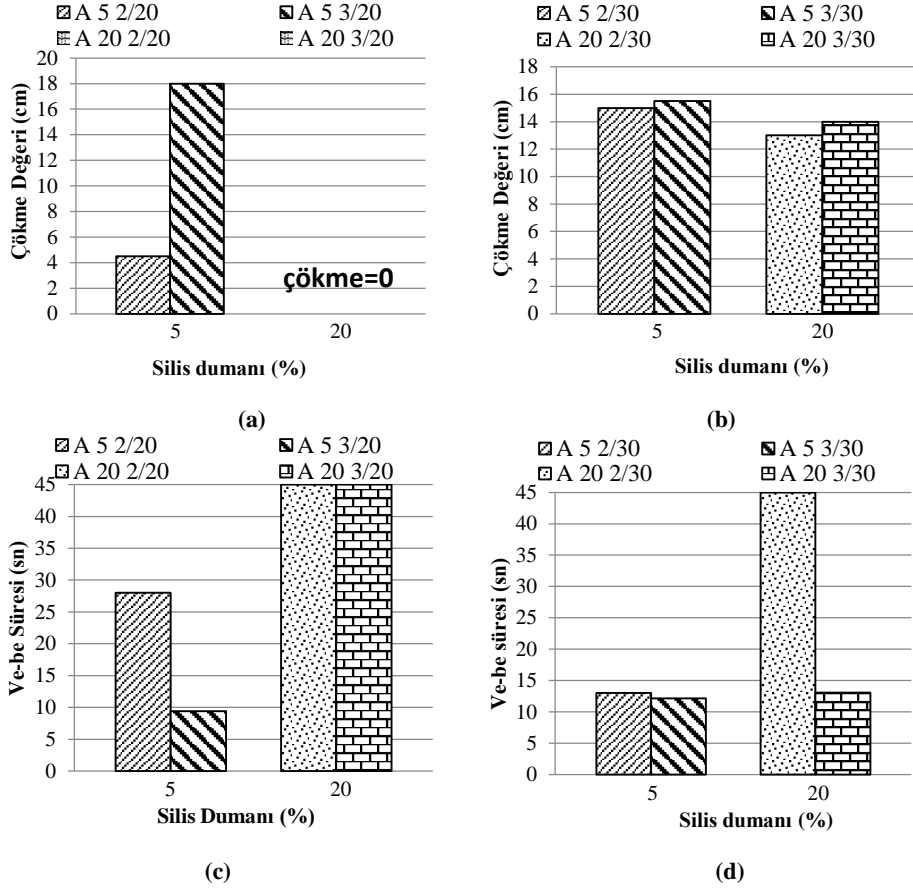 A 5 2/20 A 5 3/20
A 20 2/20 A 20 3/20
20
18
16
14
12
10
8
6
4
2
0
Çökme Değeri (cm)
çökme=0
5 20
Silis dumanı (%)
(a)
A 5 2/30 A 5 3/30
A 20 2/30 A 20 3/30
18
16
14
12
10
8
6
4
2
0
Çökme Değeri (cm)
5 20
Silis dumanı (%)
(b)
A 5 2/20 A 5 3/20
A 20 2/20 A 20 3/20
45
40
35
30
25
20
15
10
5
0
Ve-be Süresi (sn)
5 20
Silis Dumanı (%)
(c)
A 5 2/30 A 5 3/30
A 20 2/30 A 20 3/30
45
40
35
30
25
20
15
10
5
0
Ve-be süresi (sn)
5 20
Silis dumanı (%)
(d)